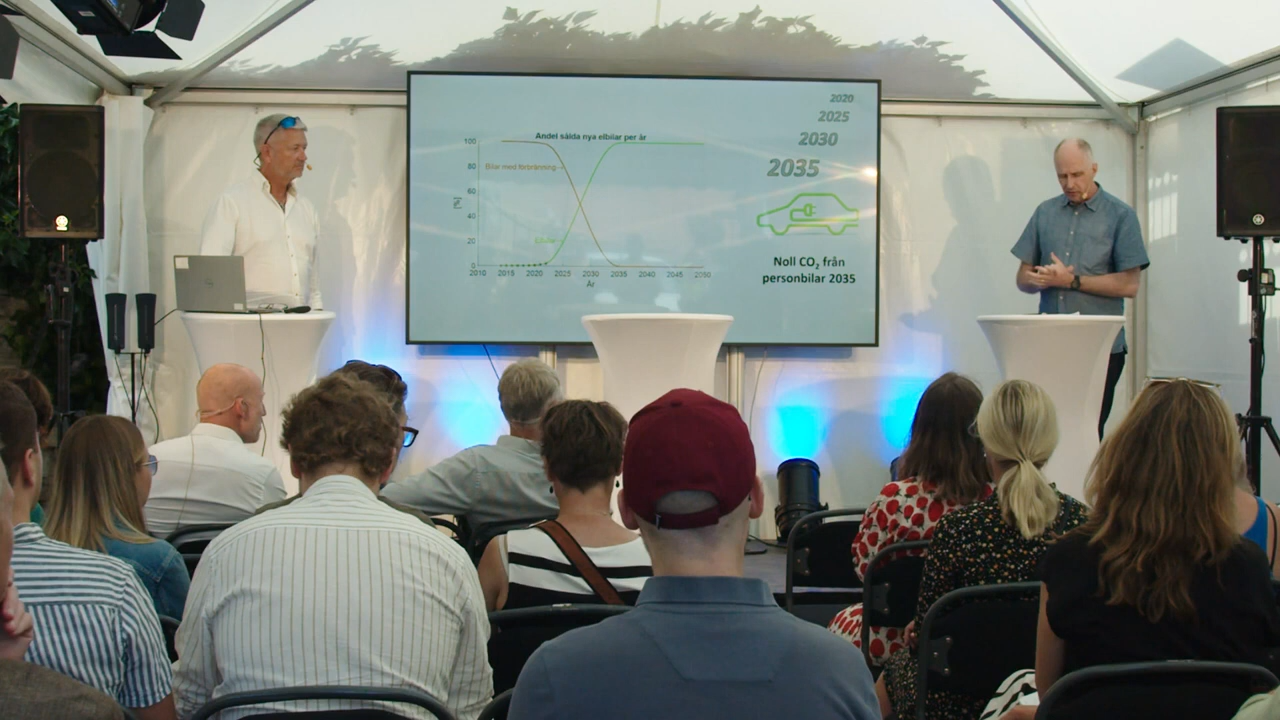 Andel sålda nya elbilar per år
100
Bilar med förbränning
80
60
[%]
40
20
0
2010 2015 2020 2025 2030 2035 2040 2045 2050
År
2020
2025
2030
2035
Noll CO₂ från
personbilar 2035